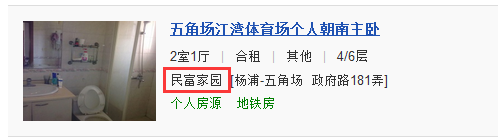 五角场江湾体育场个人朝南主卧
2室1厅 | 合租 | 其他 | 4/6层
民富家园 [杨浦-五角场 政府路181弄]
个人房源 地铁房